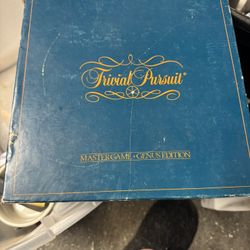 Trivial Pursuit®
MASTER GAME • GENUS EDITION